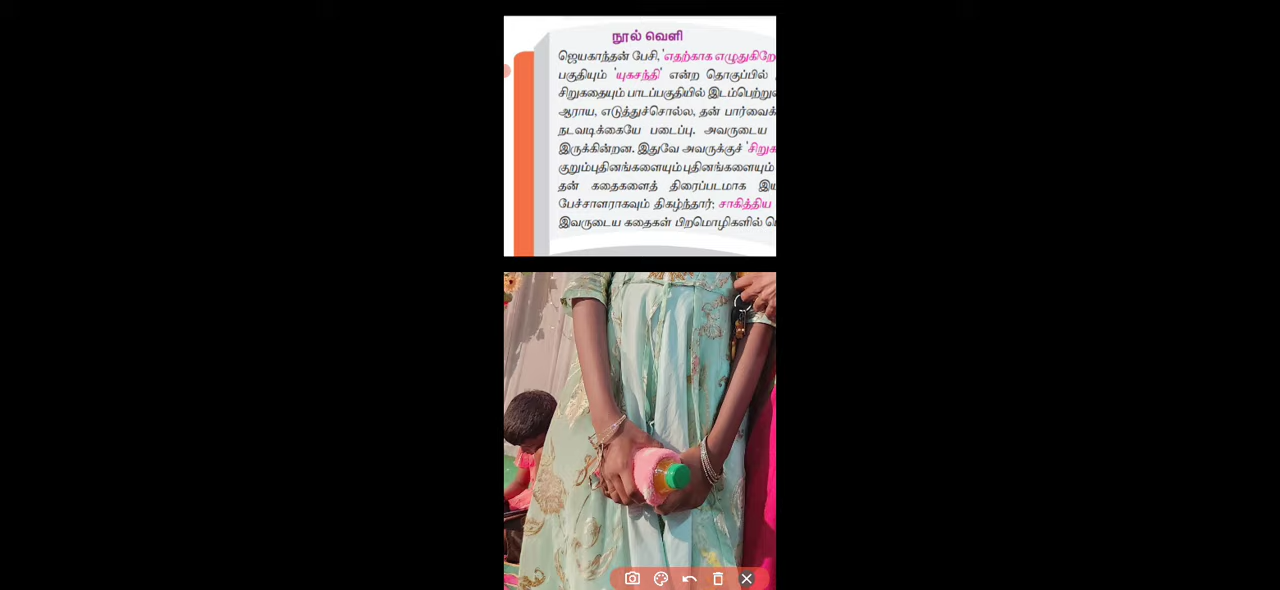 நூல் வெளி
ஜெயகாந்தன் பேசி, 'எதற்காக எழுதுகிறே
பகுதியும் 'யுகசந்தி' என்ற தொகுப்பில்
சிறுகதையும் பாடப்பகுதியில் இடம்பெற்று
ஆராய, எடுத்துச்சொல்ல, தன் பார்வைக்
நடவடிக்கையே படைப்பு. அவருடைய
இருக்கின்றன. இதுவே அவருக்குச் 'சிறுக
குறும்புதினங்களையும் புதினங்களையும்
தன் கதைகளைத் திரைப்படமாக இய
பேச்சாளராகவும் திகழ்ந்தார்; சாகித்திய
இவருடைய கதைகள் பிறமொழிகளில்